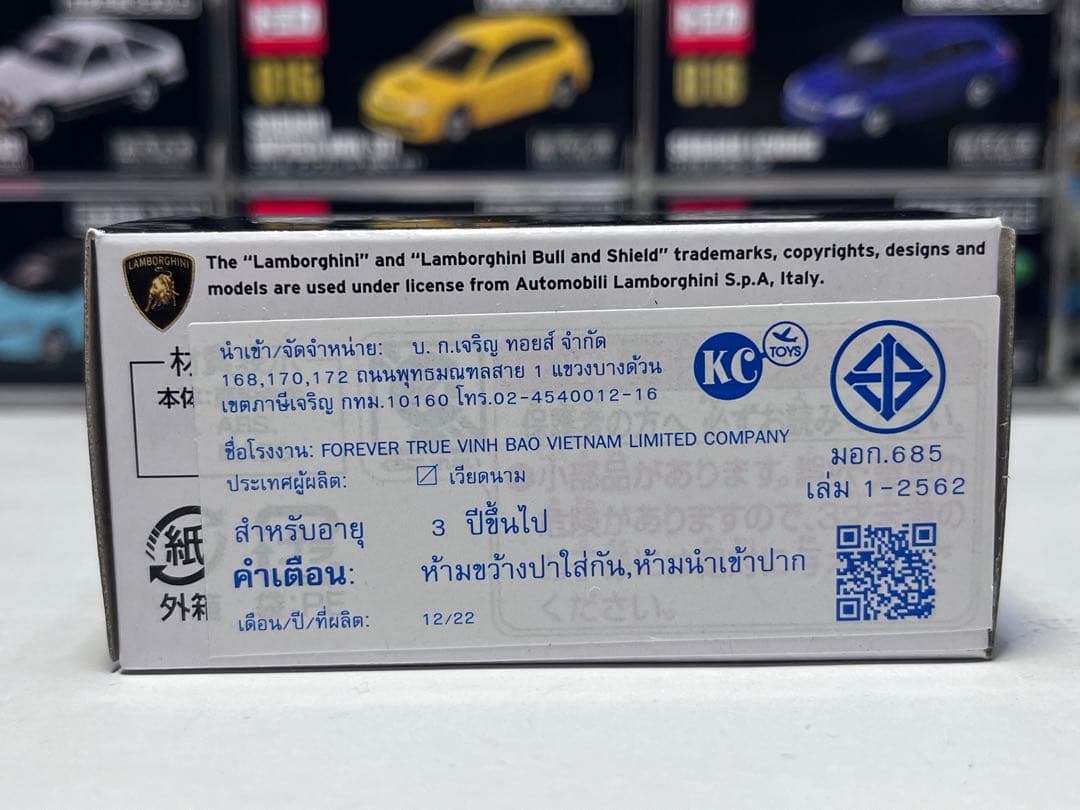 LAMBORGHINI
The “Lamborghini” and “Lamborghini Bull and Shield” trademarks, copyrights, designs and
models are used under license from Automobili Lamborghini S.p.A, Italy.
นำเข้า/จัดจำหน่าย: บ. ก.เจริญ ทอยส์ จำกัด
168,170,172 ถนนพุทธมณฑลสาย 1 แขวงบางด้วน
เขตภาษีเจริญ กทม.10160 โทร.02-4540012-16
KC TOYS
ชื่อโรงงาน: FOREVER TRUE VINH BAO VIETNAM LIMITED COMPANY
ประเทศผู้ผลิต: เวียดนาม
มอก.685
เล่ม 1-2562
สำหรับอายุ 3 ปีขึ้นไป
คำเตือน: ห้ามขว้างปาใส่กัน,ห้ามนำเข้าปาก
เดือน/ปี/ที่ผลิต: 12/22
材
本体
紙
外箱
ください。